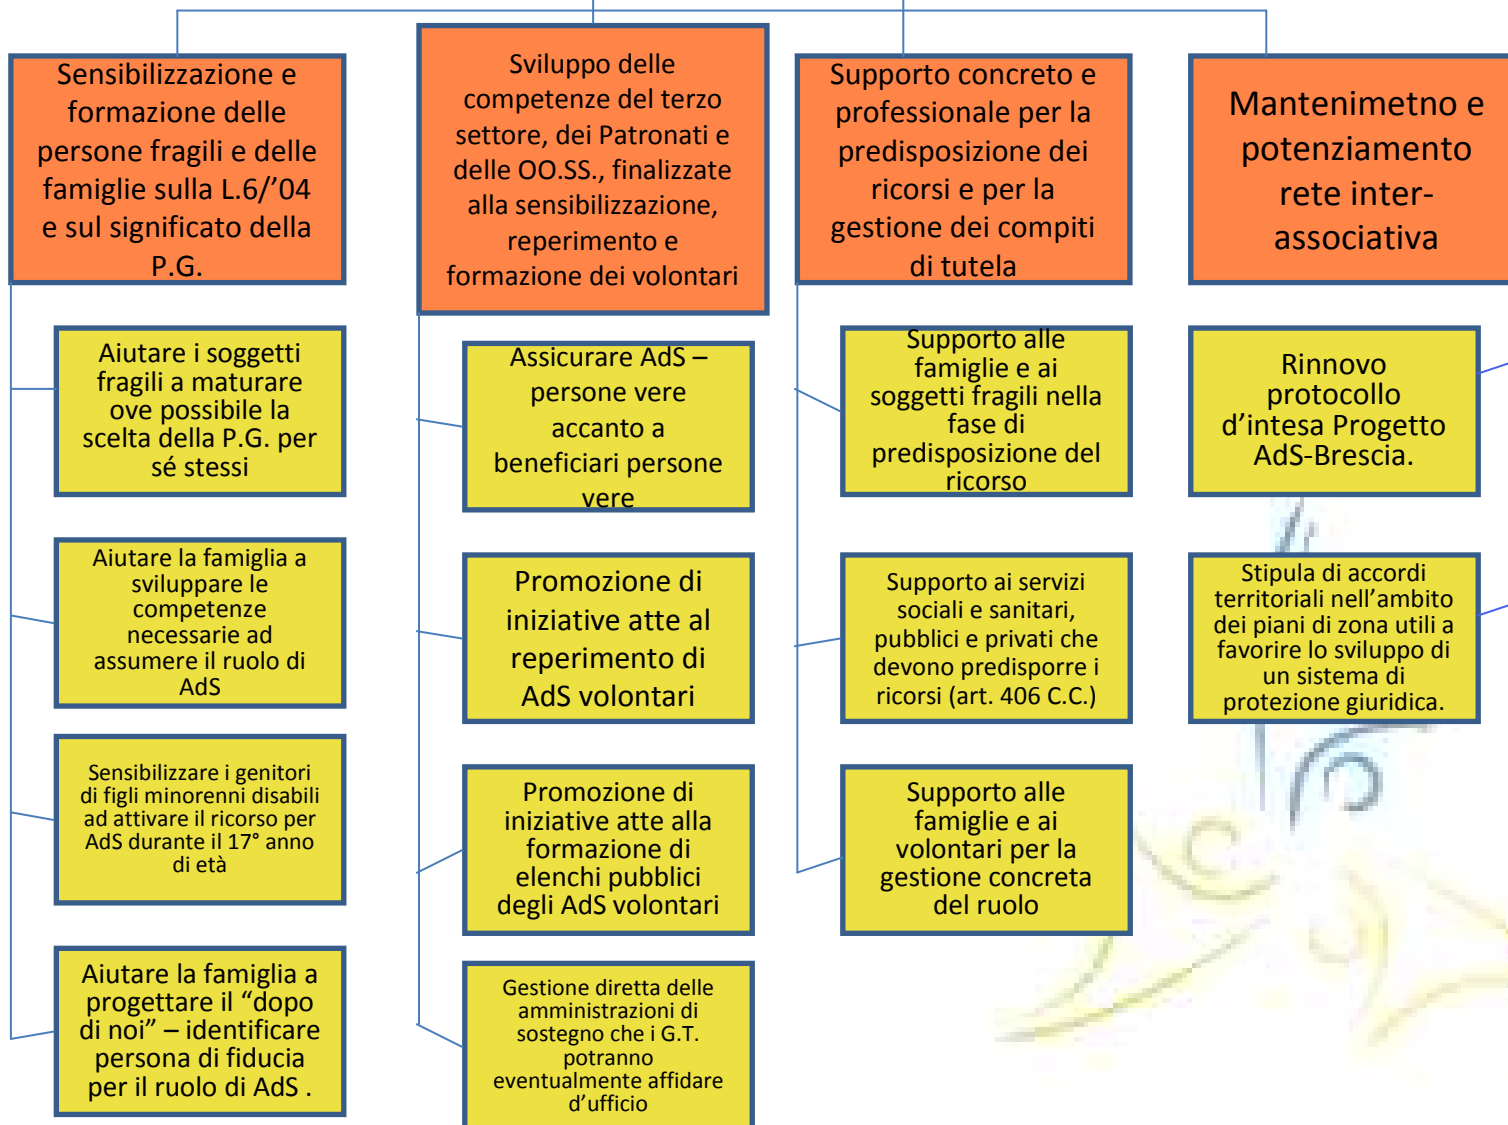 Sensibilizzazione e
formazione delle
persone fragili e delle
famiglie sulla L.6/’04
e sul significato della
P.G.
Aiutare i soggetti
fragili a maturare
ove possibile la
scelta della P.G. per
sé stessi
Aiutare la famiglia a
sviluppare le
competenze
necessarie ad
assumere il ruolo di
AdS
Sensibilizzare i genitori
di figli minorenni disabili
ad attivare il ricorso per
AdS durante il 17° anno
di età
Aiutare la famiglia a
progettare il “dopo
di noi” – identificare
persona di fiducia
per il ruolo di AdS .
Sviluppo delle
competenze del terzo
settore, dei Patronati e
delle OO.SS., finalizzate
alla sensibilizzazione,
reperimento e
formazione dei volontari
Assicurare AdS –
persone vere
accanto a
beneficiari persone
vere
Promozione di
iniziative atte al
reperimento di
AdS volontari
Promozione di
iniziative atte alla
formazione di
elenchi pubblici
degli AdS volontari
Gestione diretta delle
amministrazioni di
sostegno che i G.T.
potranno
eventualmente affidare
d’ufficio
Supporto concreto e
professionale per la
predisposizione dei
ricorsi e per la
gestione dei compiti
di tutela
Supporto alle
famiglie e ai
soggetti fragili nella
fase di
predisposizione del
ricorso
Supporto ai servizi
sociali e sanitari,
pubblici e privati che
devono predisporre i
ricorsi (art. 406 C.C.)
Supporto alle
famiglie e ai
volontari per la
gestione concreta
del ruolo
Mantenimetno e
potenziamento
rete inter-
associativa
Rinnovo
protocollo
d’intesa Progetto
AdS-Brescia.
Stipula di accordi
territoriali nell’ambito
dei piani di zona utili a
favorire lo sviluppo di
un sistema di
protezione giuridica.